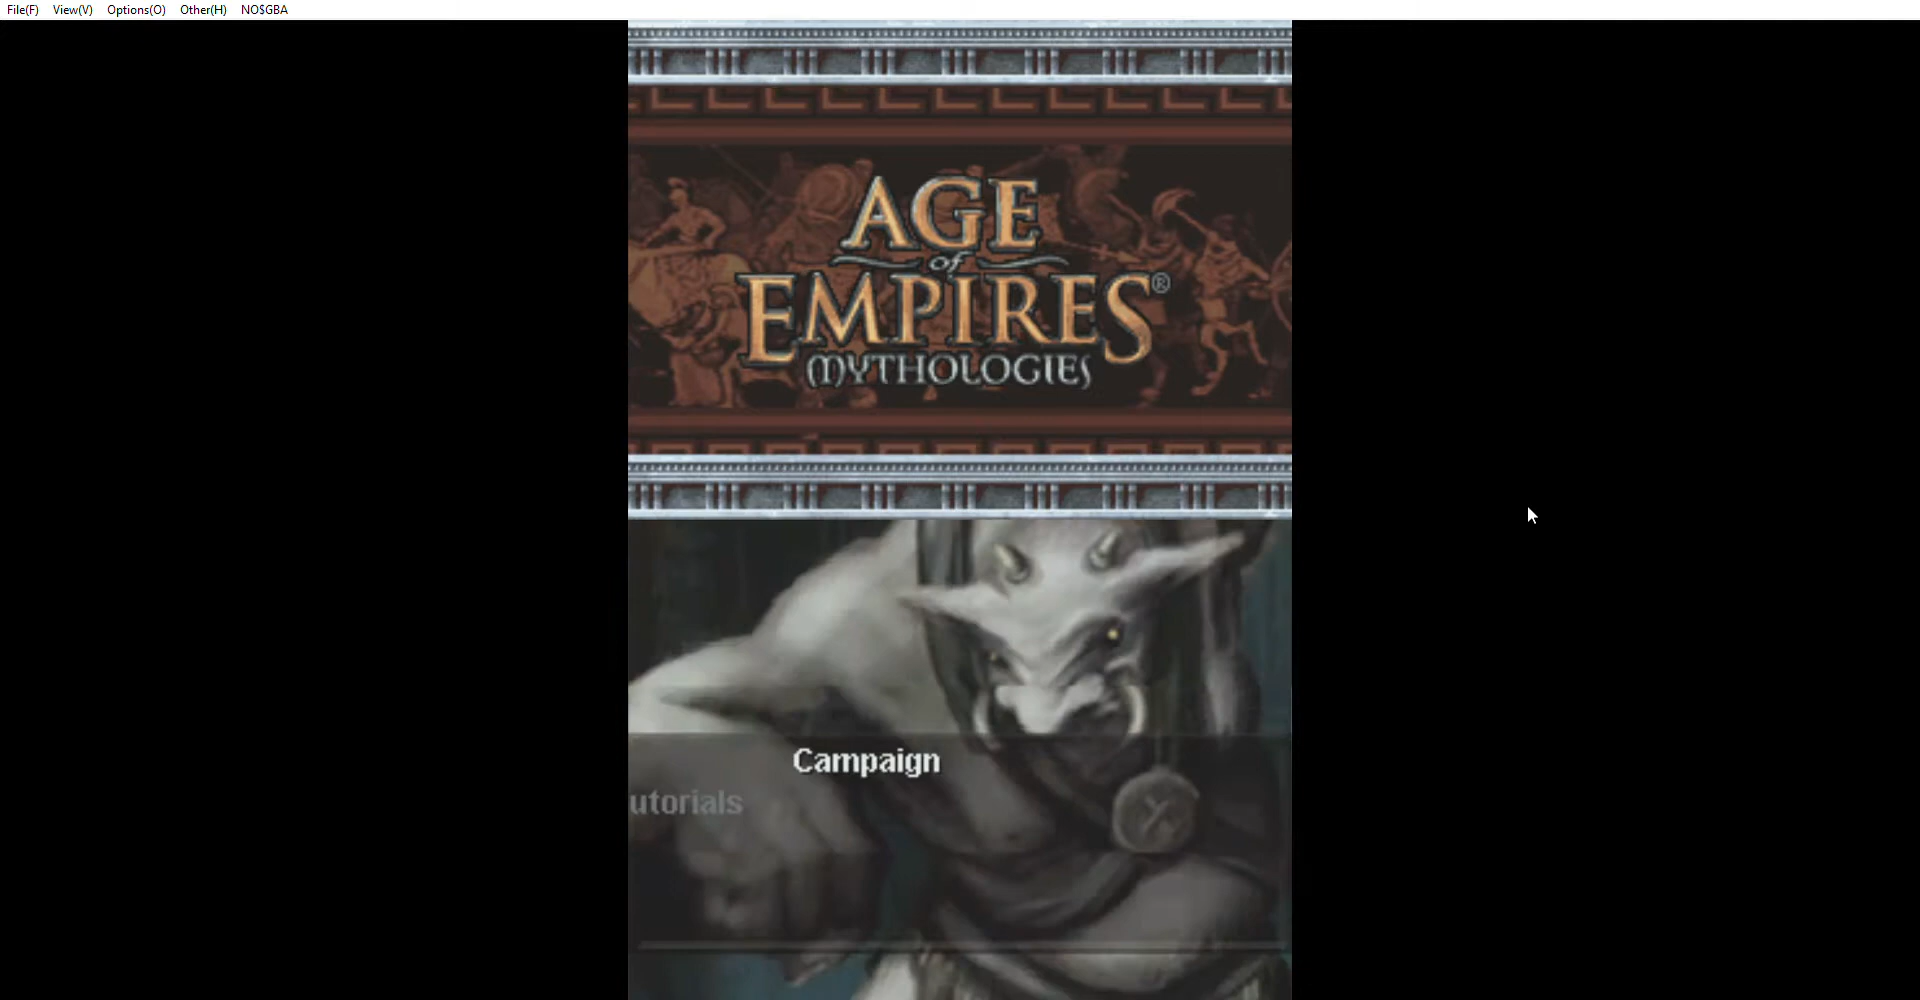 File(F) View(V) Options(O) Other(H) NO$GBA
AGE
of
EMPIRES®
MYTHOLOGIES
Campaign
utorials